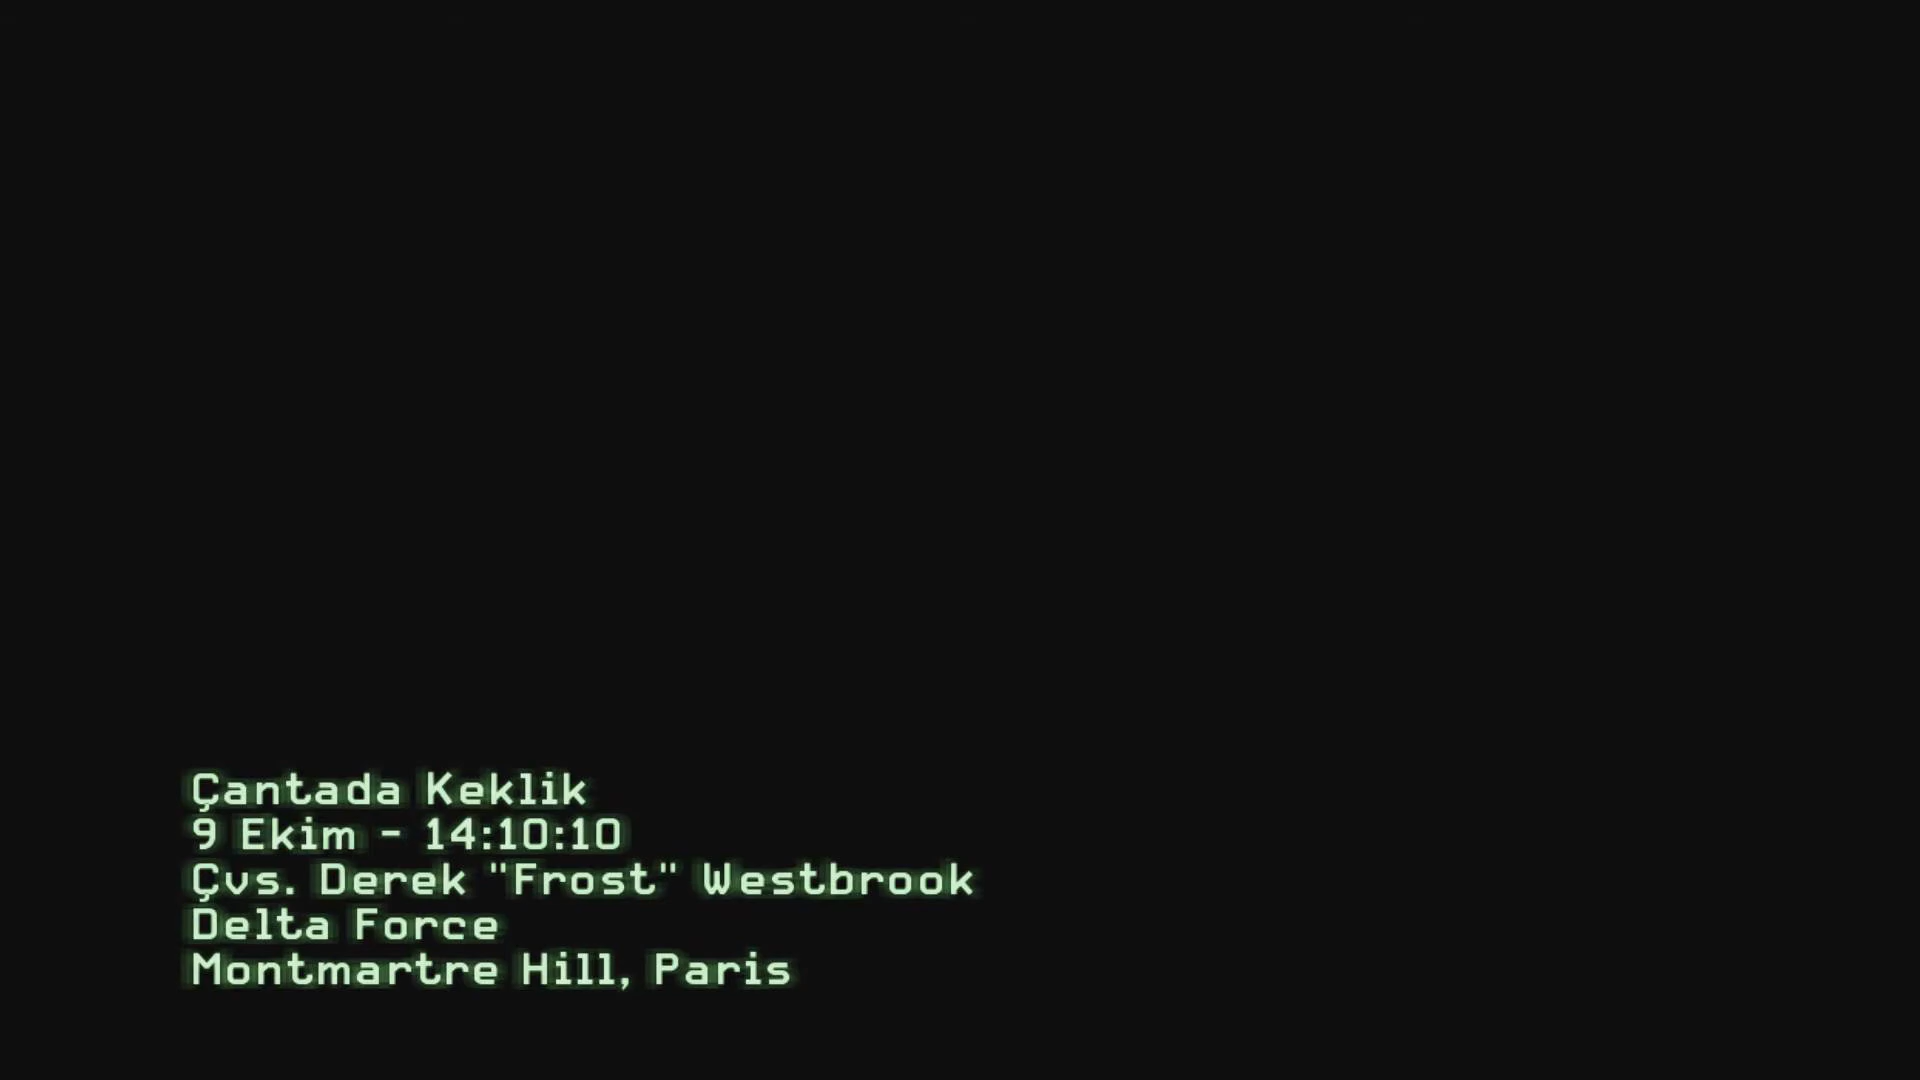 Çantada Keklik
9 Ekim - 14:10:10
Çvs. Derek "Frost" Westbrook
Delta Force
Montmartre Hill, Paris